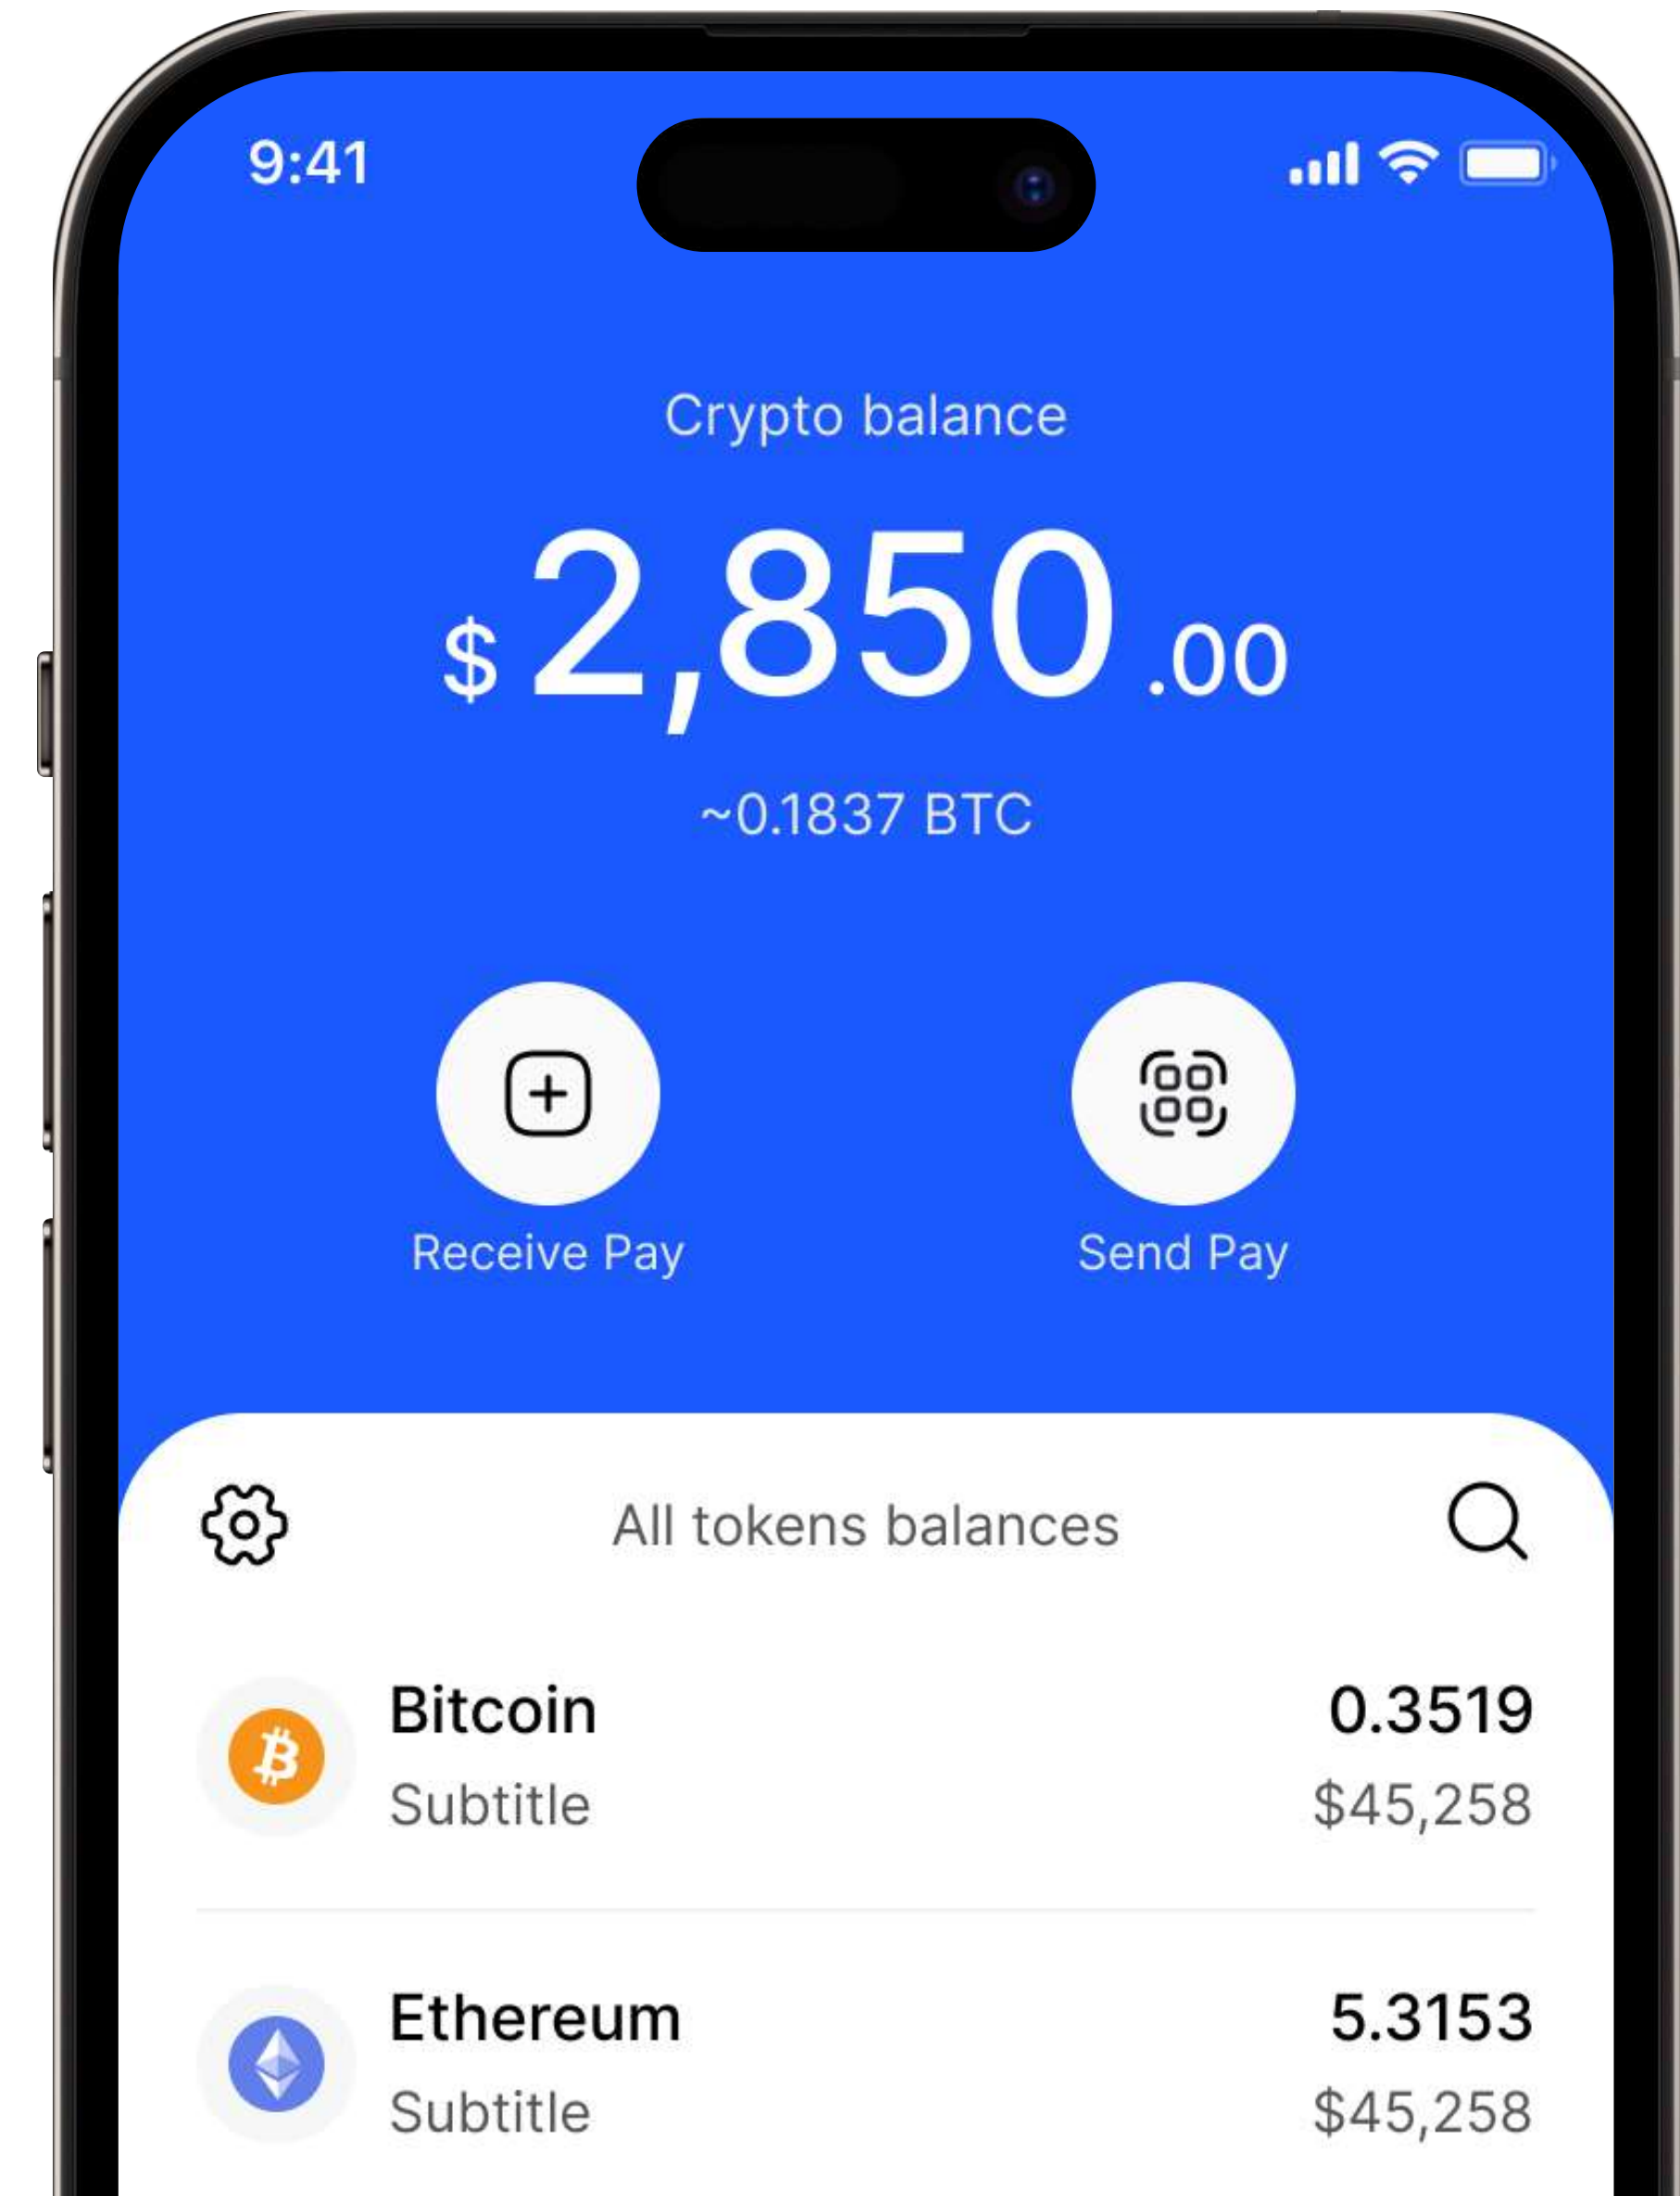 9:41
Crypto balance
$2,850.00
~0.1837 BTC
Receive Pay Send Pay
All tokens balances
Bitcoin 0.3519
Subtitle $45,258
Ethereum 5.3153
Subtitle $45,258